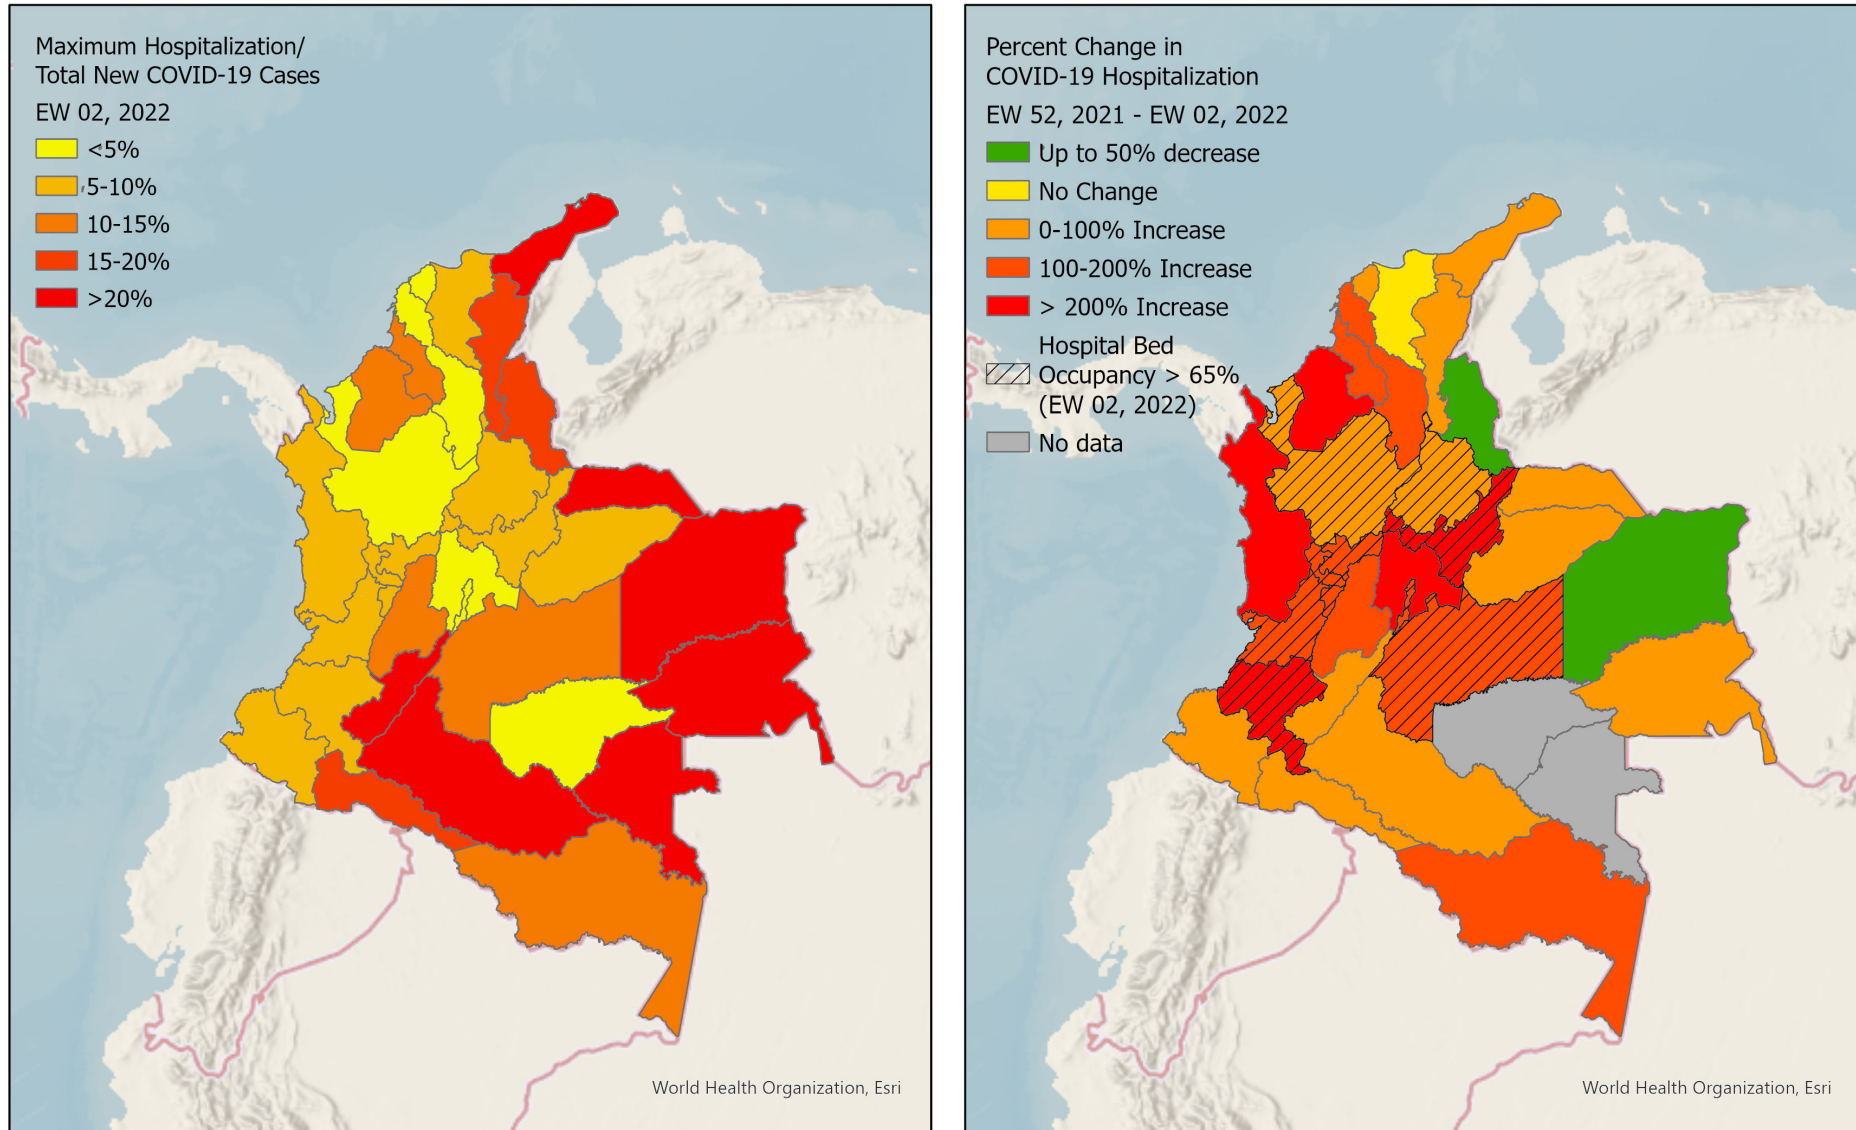 Maximum Hospitalization/
Total New COVID-19 Cases
EW 02, 2022
<5%
5-10%
10-15%
15-20%
>20%
World Health Organization, Esri
Percent Change in
COVID-19 Hospitalization
EW 52, 2021 - EW 02, 2022
Up to 50% decrease
No Change
0-100% Increase
100-200% Increase
> 200% Increase
Hospital Bed
Occupancy > 65%
(EW 02, 2022)
No data
World Health Organization, Esri